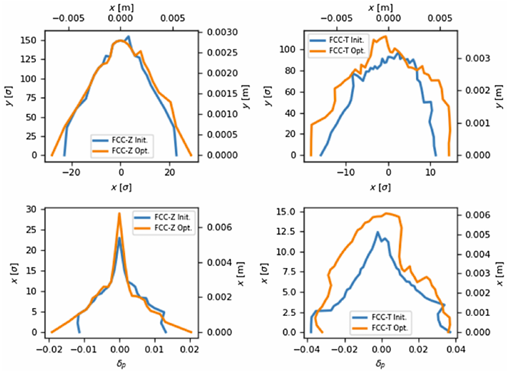 x [m]
−0.005 0.000 0.005
150
125
100
75
50
25
0
y [σ]
0.0030
0.0025
0.0020
0.0015
0.0010
0.0005
0.0000
y [m]
FCC-Z Init.
FCC-Z Opt.
−20 0 20
x [σ]
x [m]
−0.005 0.000 0.005
100
80
60
40
20
0
y [σ]
0.003
0.002
0.001
0.000
y [m]
FCC-T Init.
FCC-T Opt.
−10 0 10
x [σ]
30
25
20
15
10
5
0
x [σ]
0.006
0.004
0.002
0.000
x [m]
FCC-Z Init.
FCC-Z Opt.
−0.02 −0.01 0.00 0.01 0.02
δp
15.0
12.5
10.0
7.5
5.0
2.5
0.0
x [σ]
0.006
0.005
0.004
0.003
0.002
0.001
0.000
x [m]
FCC-T Init.
FCC-T Opt.
−0.04 −0.02 0.00 0.02 0.04
δp